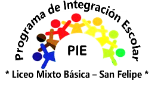 Programa de Integración Escolar
PIE
* Liceo Mixto Básica – San Felipe *